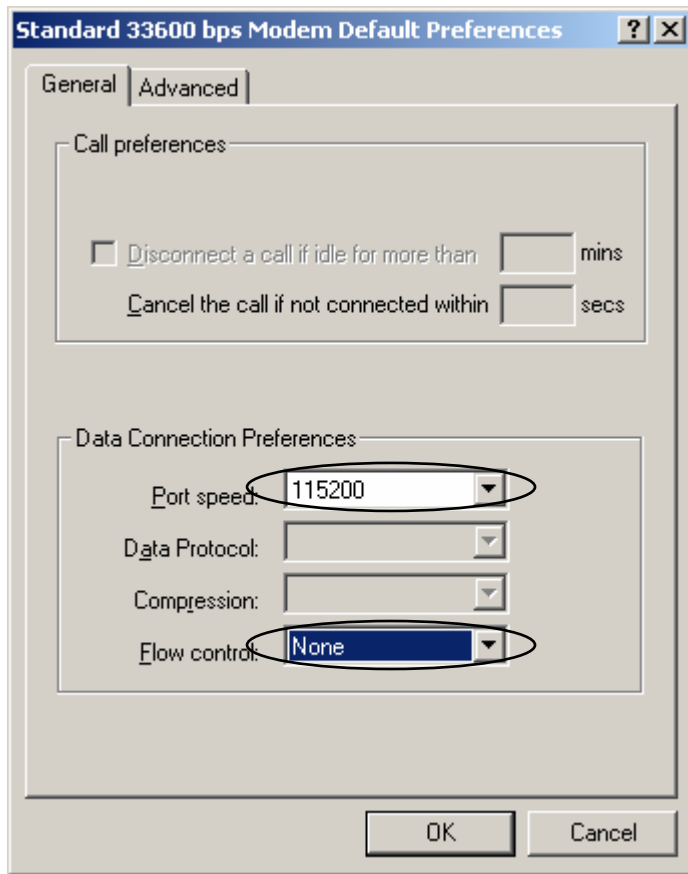 Standard 33600 bps Modem Default Preferences
General Advanced
Call preferences
Disconnect a call if idle for more than mins
Cancel the call if not connected within secs
Data Connection Preferences
Port speed: 115200
Data Protocol:
Compression:
Flow control: None
OK Cancel